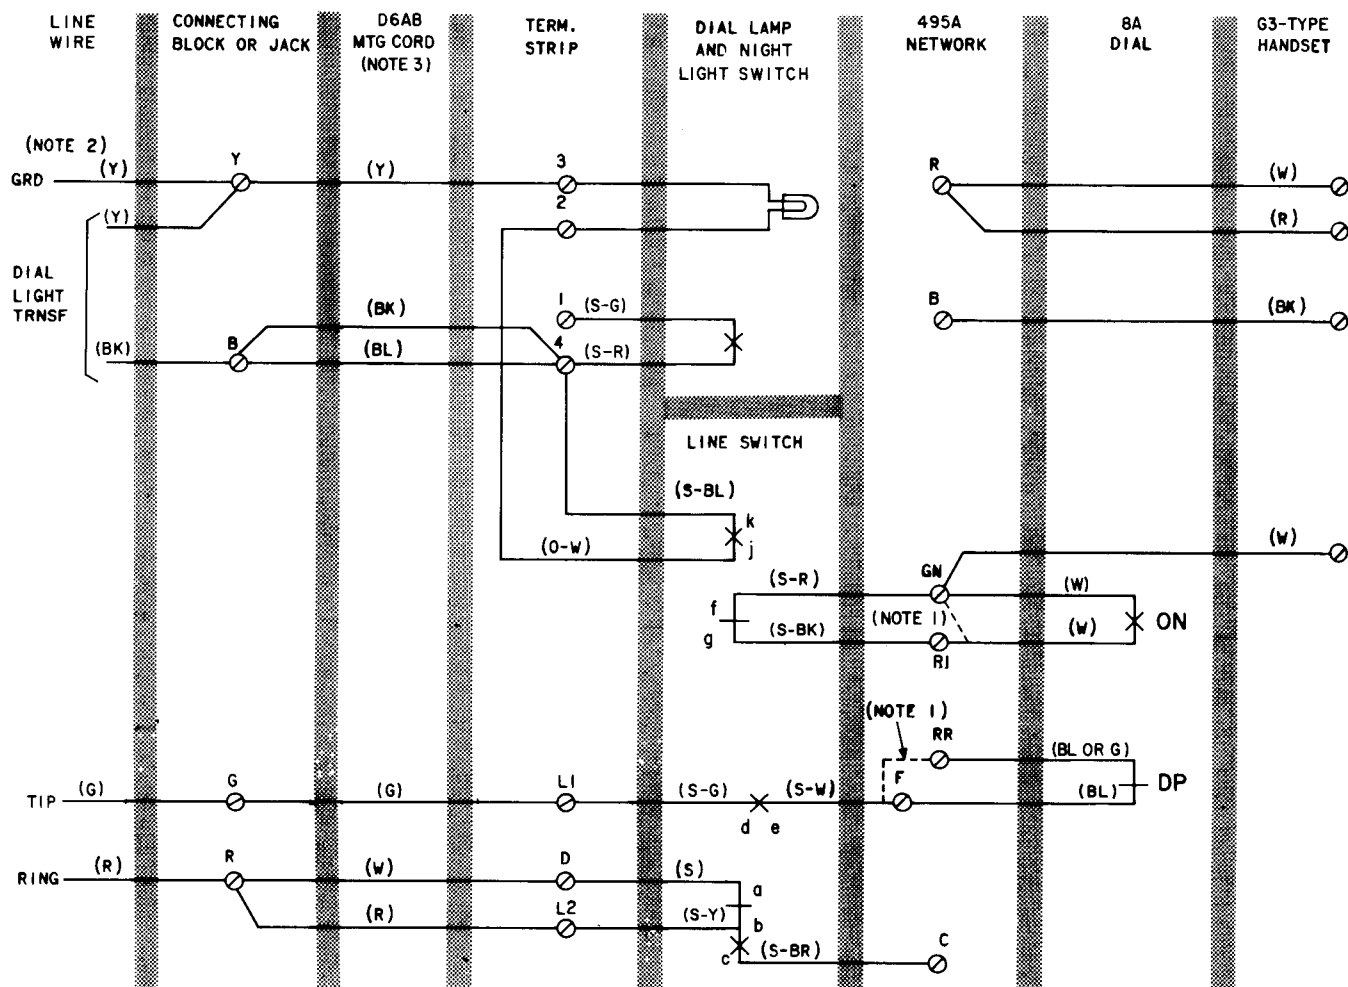 LINE WIRE
CONNECTING BLOCK OR JACK
D6AB MTG CORD (NOTE 3)
TERM. STRIP
DIAL LAMP AND NIGHT LIGHT SWITCH
495A NETWORK
8A DIAL
G3-TYPE HANDSET
(NOTE 2)
GRD (Y) Y (Y) 3 R (W)
(Y) 2 (R)
DIAL LIGHT TRNSF
(BK) 1 (S-G) B (BK)
(BK) B (BL) 4 (S-R)
LINE SWITCH
(S-BL) k
(O-W) j (W)
(S-R) GN (W)
f (NOTE 1) ON
g (S-BK) R1 (W)
(NOTE 1)
RR (BL OR G)
DP
TIP (G) G (G) L1 (S-G) (S-W) F (BL)
d e
RING (R) R (W) D (S)
a
(R) L2 (S-Y) b
c (S-BR) C